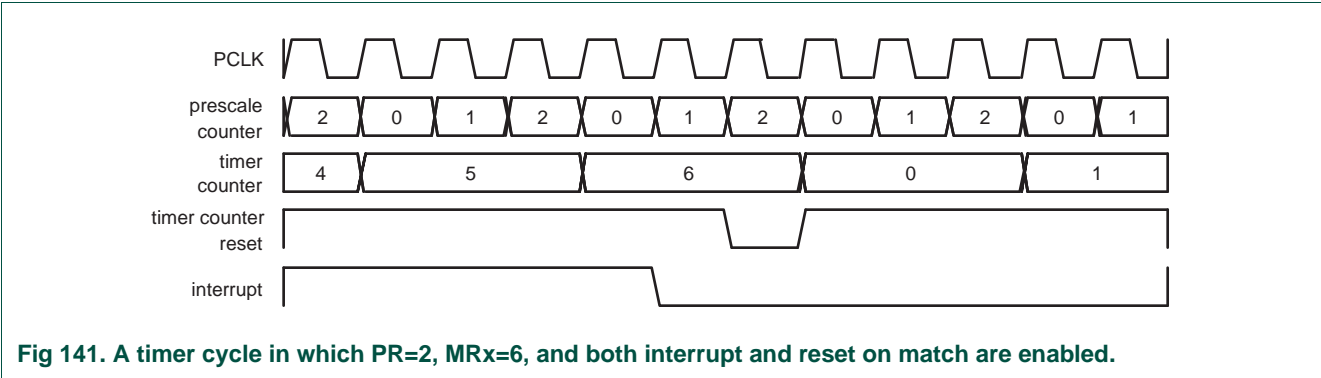 PCLK
prescale
counter
2 0 1 2 0 1 2 0 1 2 0 1
timer
counter
4 5 6 0 1
timer counter
reset
interrupt
Fig 141. A timer cycle in which PR=2, MRx=6, and both interrupt and reset on match are enabled.